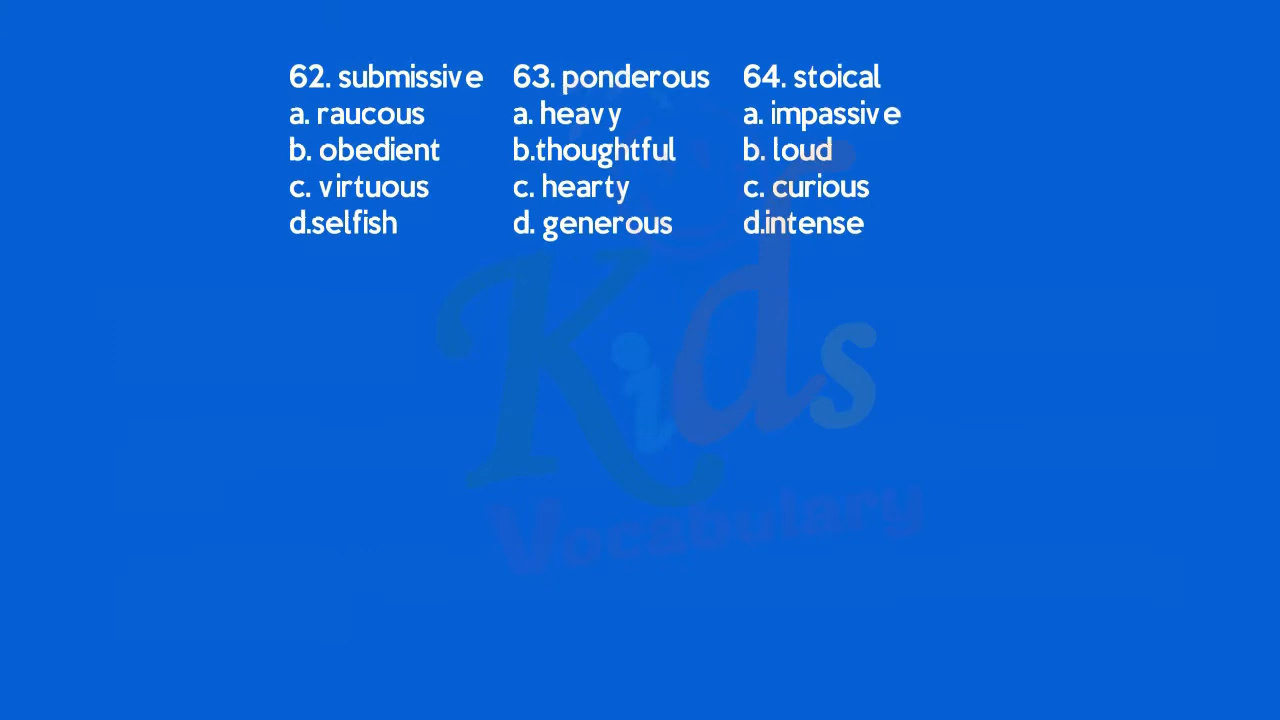 62. submissive
a. raucous
b. obedient
c. virtuous
d.selfish
63. ponderous
a. heavy
b.thoughtful
c. hearty
d. generous
64. stoical
a. impassive
b. loud
c. curious
d.intense
Kids
Vocabulary